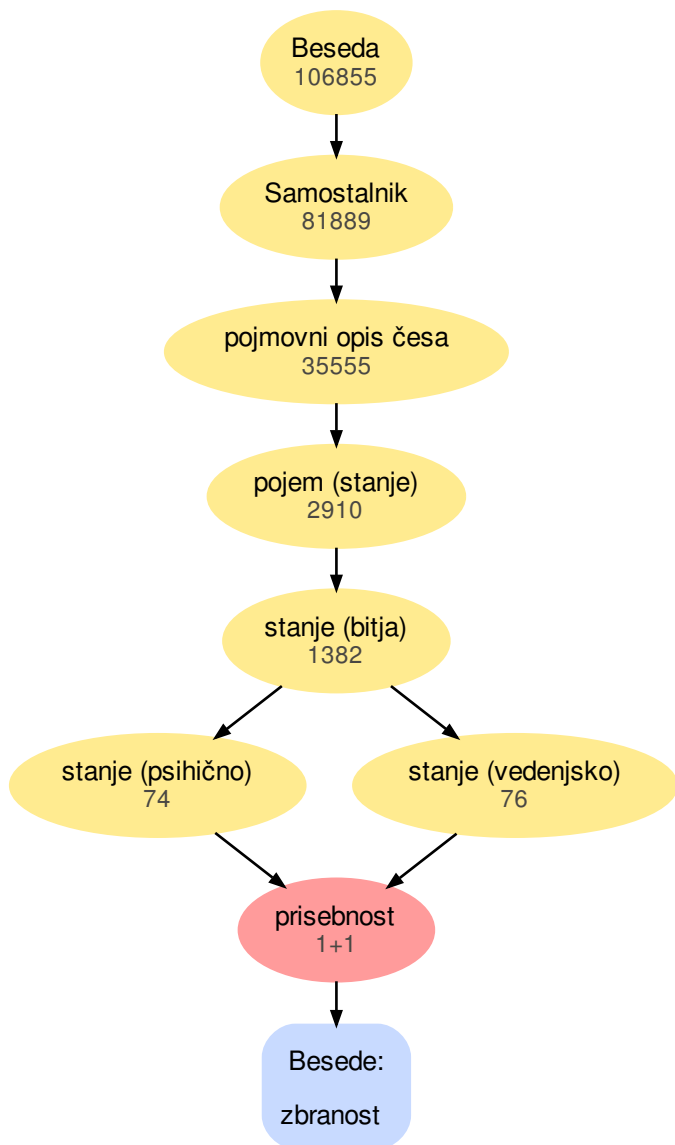 Beseda
106855
Samostalnik
81889
pojmovni opis česa
35555
pojem (stanje)
2910
stanje (bitja)
1382
stanje (psihično)
74
stanje (vedenjsko)
76
prisebnost
1+1
Besede:
zbranost